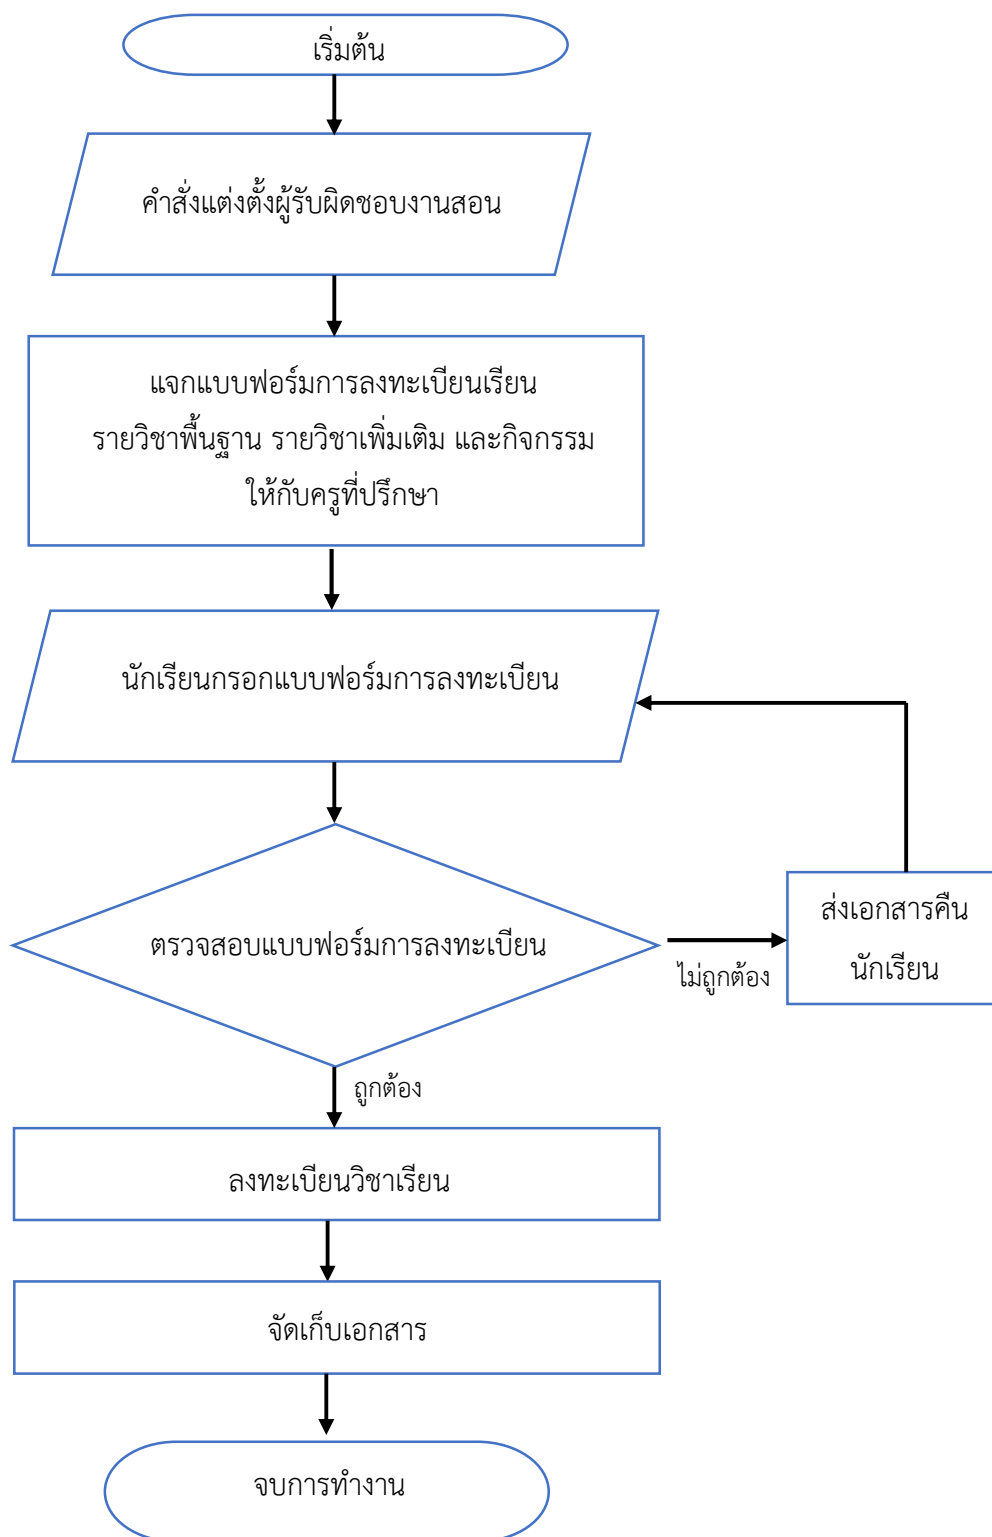 เริ่มต้น
คำสั่งแต่งตั้งผู้รับผิดชอบงานสอน
แจกแบบฟอร์มการลงทะเบียนเรียน
รายวิชาพื้นฐาน รายวิชาเพิ่มเติม และกิจกรรม
ให้กับครูที่ปรึกษา
นักเรียนกรอกแบบฟอร์มการลงทะเบียน
ตรวจสอบแบบฟอร์มการลงทะเบียน
ไม่ถูกต้อง
ส่งเอกสารคืน
นักเรียน
ถูกต้อง
ลงทะเบียนวิชาเรียน
จัดเก็บเอกสาร
จบการทำงาน